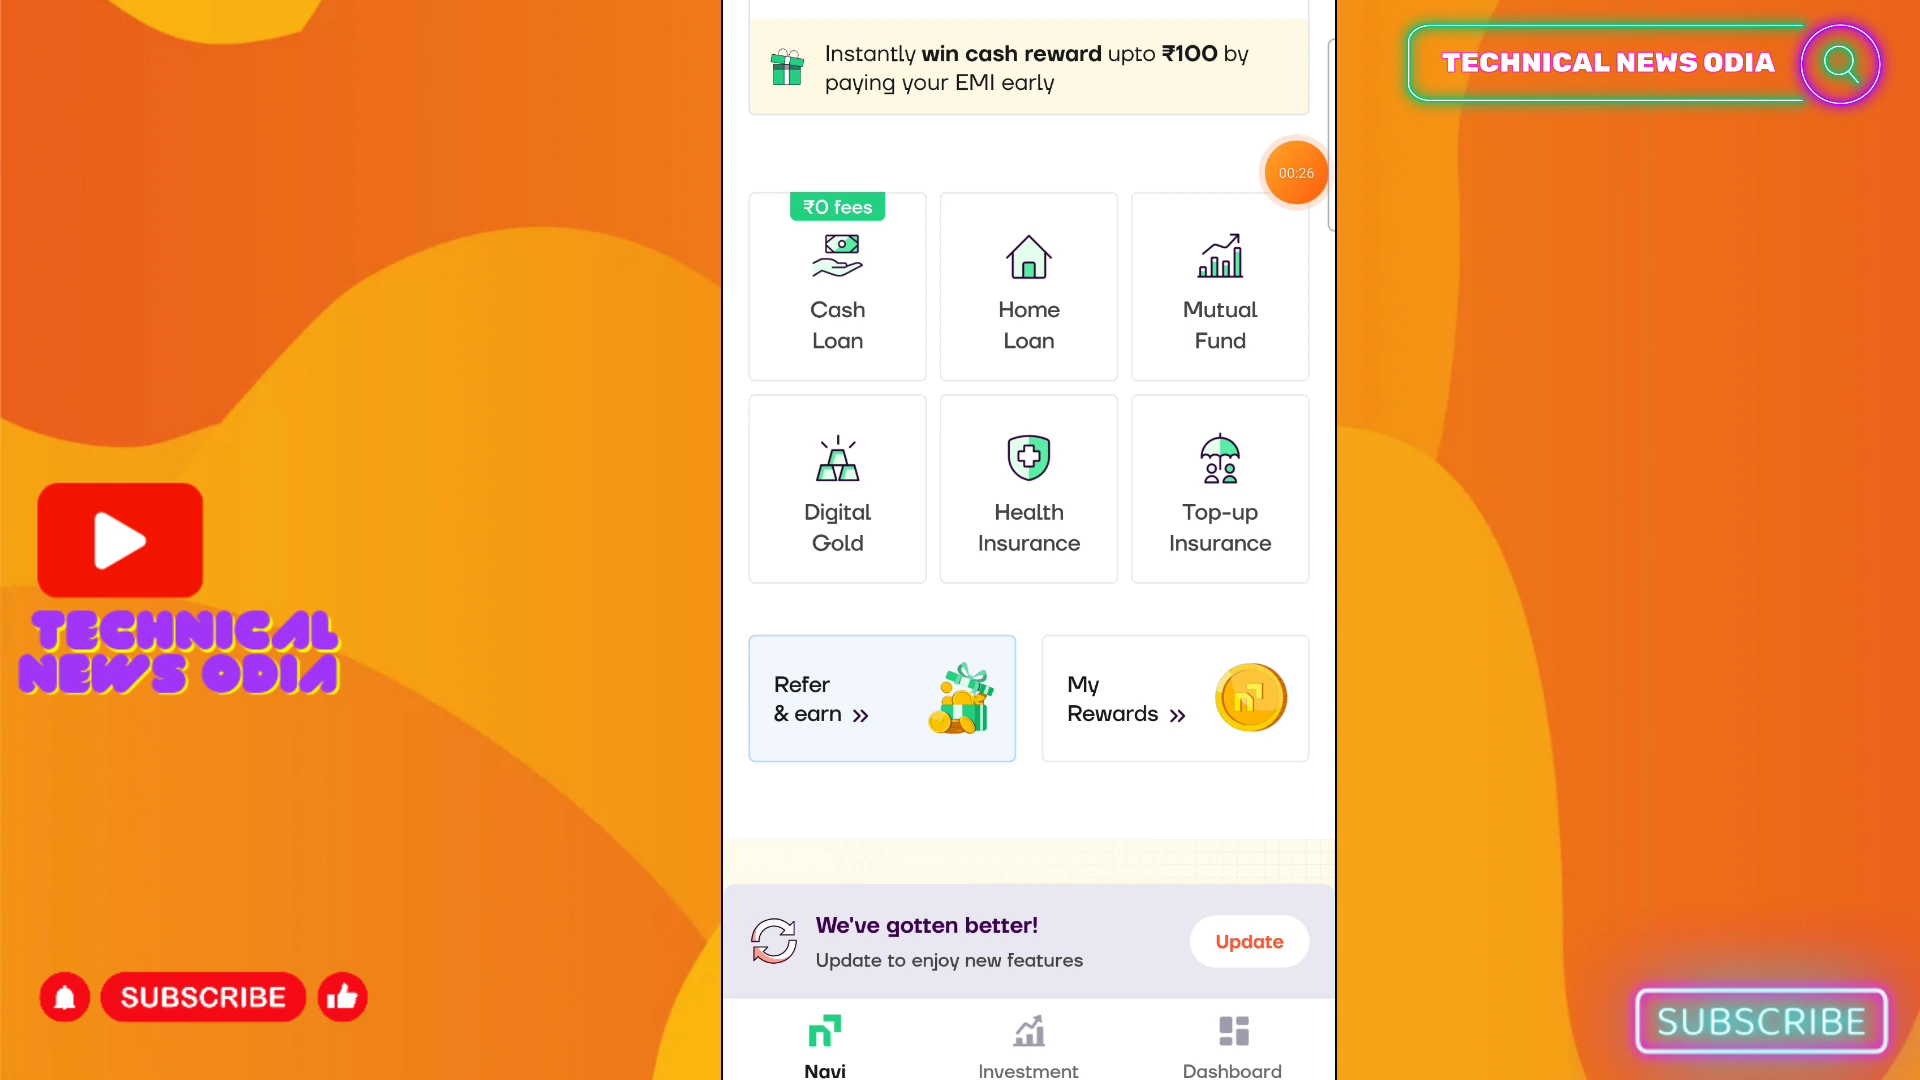 Instantly win cash reward upto ₹100 by
paying your EMI early
TECHNICAL NEWS ODIA
00:26
₹0 fees
Cash
Loan
Home
Loan
Mutual
Fund
Digital
Gold
Health
Insurance
Top-up
Insurance
TECHNICAL
NEWS ODIA
Refer
& earn »
My
Rewards »
We've gotten better!
Update to enjoy new features
Update
SUBSCRIBE
SUBSCRIBE
Navi
Investment
Dashboard